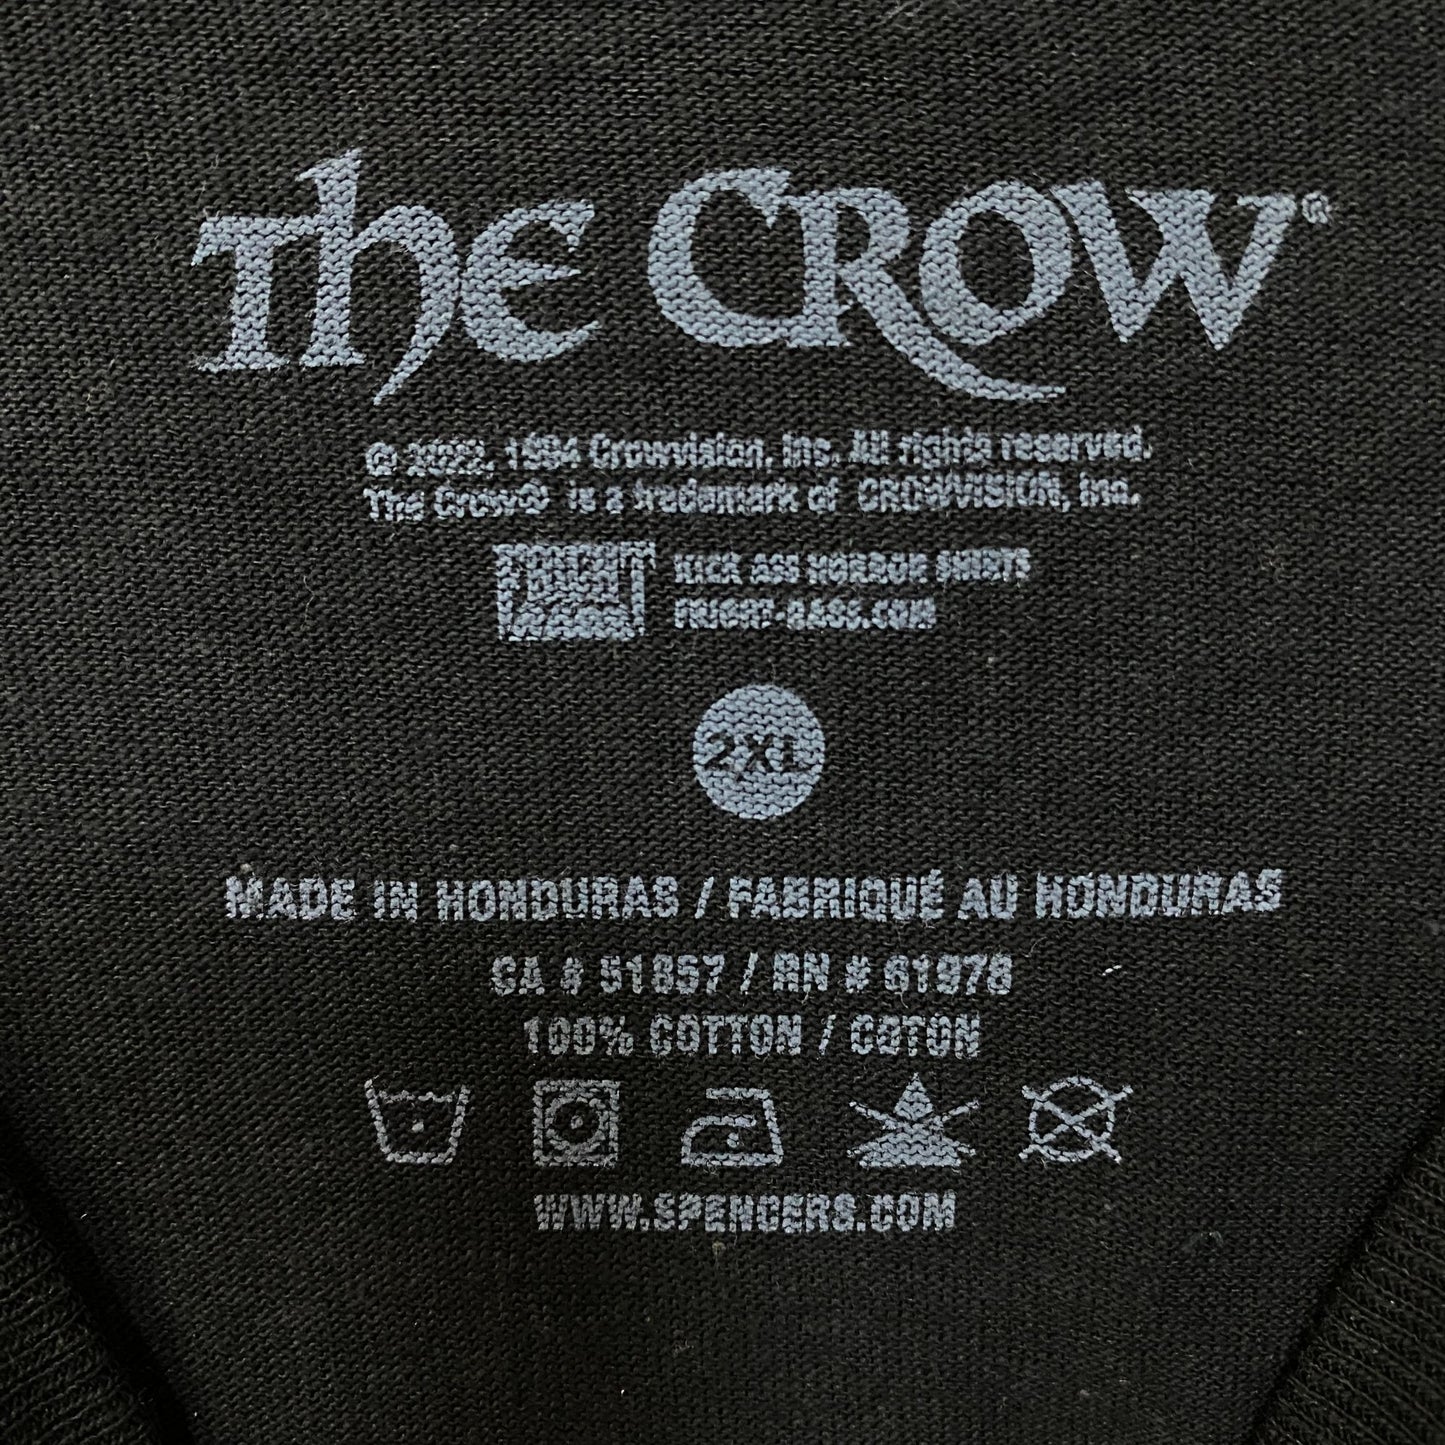 The Crow®
© 2022, 1994 Crowvision, Inc. All rights reserved.
The Crow® is a trademark of CROWVISION, Inc.
KICK ASS HORROR SHIRTS
FRIGHT-RAGS.COM
2XL
MADE IN HONDURAS / FABRIQUÉ AU HONDURAS
CA # 51857 / RN # 61978
100% COTTON / COTON
WWW.SPENCERS.COM